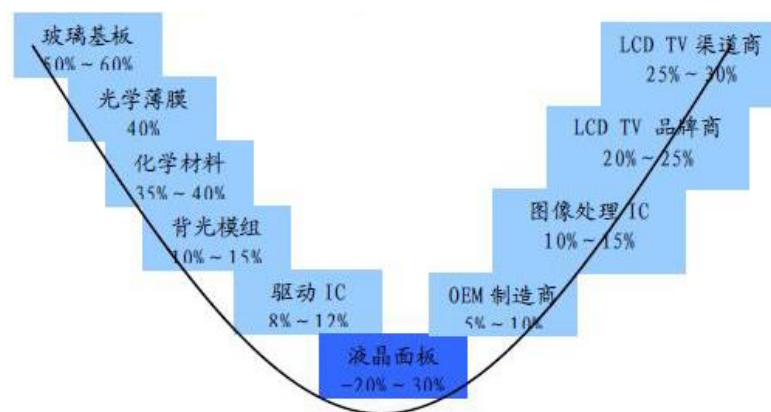 玻璃基板
50%～60%
光学薄膜
40%
化学材料
35%～40%
背光模组
10%～15%
驱动 IC
8%～12%
液晶面板
-20%～30%
OEM 制造商
5%～10%
图像处理 IC
10%～15%
LCD TV 品牌商
20%～25%
LCD TV 渠道商
25%～30%